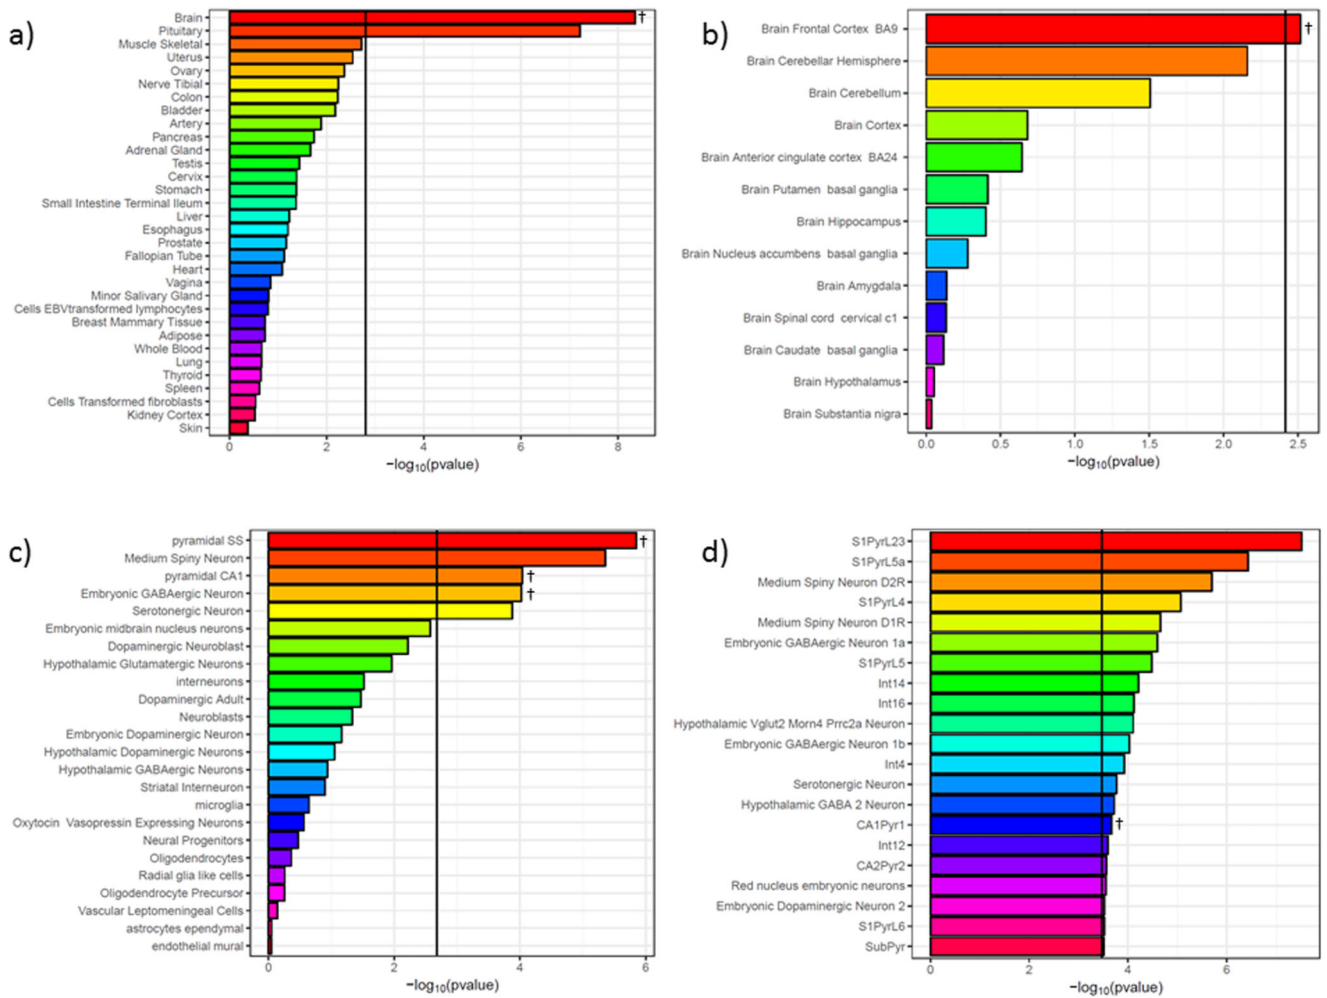 a)
Brain †
Pituitary
Muscle Skeletal
Uterus
Ovary
Nerve Tibial
Colon
Bladder
Artery
Pancreas
Adrenal Gland
Testis
Cervix
Stomach
Small Intestine Terminal Ileum
Liver
Esophagus
Prostate
Fallopian Tube
Heart
Vagina
Minor Salivary Gland
Cells EBVtransformed lymphocytes
Breast Mammary Tissue
Adipose
Whole Blood
Lung
Thyroid
Spleen
Cells Transformed fibroblasts
Kidney Cortex
Skin
0 2 4 6 8
−log10(pvalue)
b)
Brain Frontal Cortex BA9 †
Brain Cerebellar Hemisphere
Brain Cerebellum
Brain Cortex
Brain Anterior cingulate cortex BA24
Brain Putamen basal ganglia
Brain Hippocampus
Brain Nucleus accumbens basal ganglia
Brain Amygdala
Brain Spinal cord cervical c1
Brain Caudate basal ganglia
Brain Hypothalamus
Brain Substantia nigra
0.0 0.5 1.0 1.5 2.0 2.5
−log10(pvalue)
c)
pyramidal SS †
Medium Spiny Neuron
pyramidal CA1 †
Embryonic GABAergic Neuron †
Serotonergic Neuron
Embryonic midbrain nucleus neurons
Dopaminergic Neuroblast
Hypothalamic Glutamatergic Neurons
interneurons
Dopaminergic Adult
Neuroblasts
Embryonic Dopaminergic Neuron
Hypothalamic Dopaminergic Neurons
Hypothalamic GABAergic Neurons
Striatal Interneuron
microglia
Oxytocin Vasopressin Expressing Neurons
Neural Progenitors
Oligodendrocytes
Radial glia like cells
Oligodendrocyte Precursor
Vascular Leptomeningeal Cells
astrocytes ependymal
endothelial mural
0 2 4 6
−log10(pvalue)
d)
S1PyrL23
S1PyrL5a
Medium Spiny Neuron D2R
S1PyrL4
Medium Spiny Neuron D1R
Embryonic GABAergic Neuron 1a
S1PyrL5
Int14
Int16
Hypothalamic Vglut2 Morn4 Prrc2a Neuron
Embryonic GABAergic Neuron 1b
Int4
Serotonergic Neuron
Hypothalamic GABA 2 Neuron
CA1Pyr1 †
Int12
CA2Pyr2
Red nucleus embryonic neurons
Embryonic Dopaminergic Neuron 2
S1PyrL6
SubPyr
0 2 4 6
−log10(pvalue)